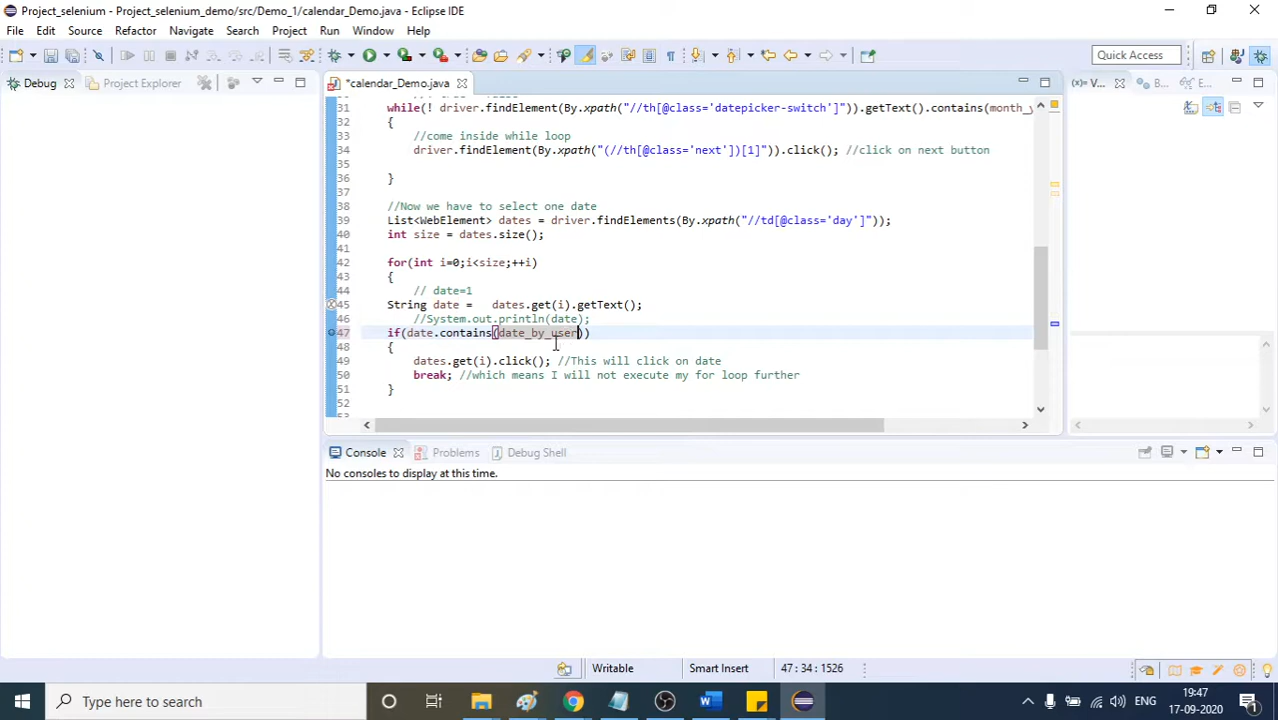 Project_selenium - Project_selenium_demo/src/Demo_1/calendar_Demo.java - Eclipse IDE
File Edit Source Refactor Navigate Search Project Run Window Help
Quick Access
Debug Project Explorer
*calendar_Demo.java
(x)= V... B... E...
31 while(! driver.findElement(By.xpath("//th[@class='datepicker-switch']")).getText().contains(month_y
32 {
33 //come inside while loop
34 driver.findElement(By.xpath("(//th[@class='next'])[1]")).click(); //click on next button
35
36 }
37
38 //Now we have to select one date
39 List<WebElement> dates = driver.findElements(By.xpath("//td[@class='day']"));
40 int size = dates.size();
41
42 for(int i=0;i<size;++i)
43 {
44 // date=1
45 String date = dates.get(i).getText();
46 //System.out.println(date);
47 if(date.contains(date_by_user))
48 {
49 dates.get(i).click(); //This will click on date
50 break; //which means I will not execute my for loop further
51 }
52
53
Console Problems Debug Shell
No consoles to display at this time.
Writable Smart Insert 47 : 34 : 1526
Type here to search
ENG
19:47
17-09-2020